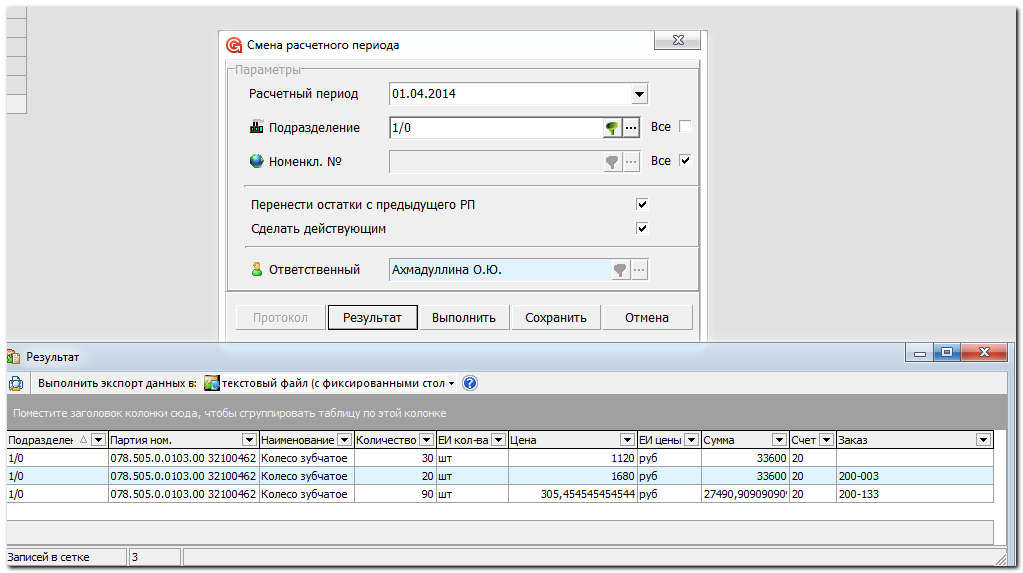 Смена расчетного периода
Параметры
Расчетный период 01.04.2014
Подразделение 1/0 ... Все
Номенкл. № ... Все
Перенести остатки с предыдущего РП
Сделать действующим
Ответственный Ахмадуллина О.Ю. ...
Протокол Результат Выполнить Сохранить Отмена
Результат
Выполнить экспорт данных в: текстовый файл (с фиксированными стол
Поместите заголовок колонки сюда, чтобы сгруппировать таблицу по этой колонке
Подразделен Партия ном. Наименование Количество ЕИ кол-ва Цена ЕИ цены Сумма Счет Заказ
1/0 078.505.0.0103.00 32100462 Колесо зубчатое 30 шт 1120 руб 33600 20
1/0 078.505.0.0103.00 32100462 Колесо зубчатое 20 шт 1680 руб 33600 20 200-003
1/0 078.505.0.0103.00 32100462 Колесо зубчатое 90 шт 305,454545454544 руб 27490,90909090 20 200-133
Записей в сетке 3